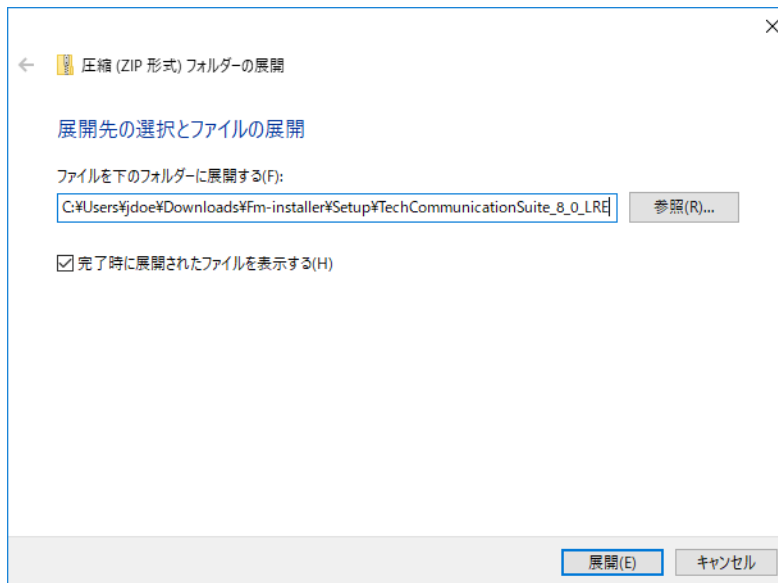 圧縮 (ZIP 形式) フォルダーの展開
展開先の選択とファイルの展開
ファイルを下のフォルダーに展開する(F):
C:¥Users¥jdoe¥Downloads¥Fm-installer¥Setup¥TechCommunicationSuite_8_0_LRE
参照(R)...
完了時に展開されたファイルを表示する(H)
展開(E)
キャンセル